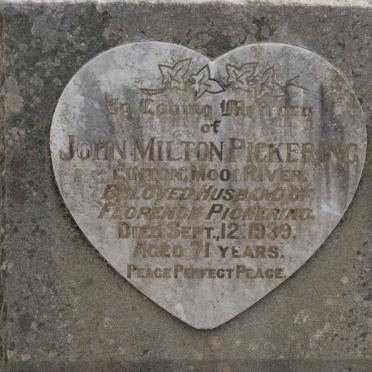 In Loving Memory
of
JOHN MILTON PICKERING
LINTON, MOOI RIVER.
BELOVED HUSBAND OF
FLORENCE PICKERING.
DIED SEPT. 12. 1939.
AGED 71 YEARS.
PEACE PERFECT PEACE.